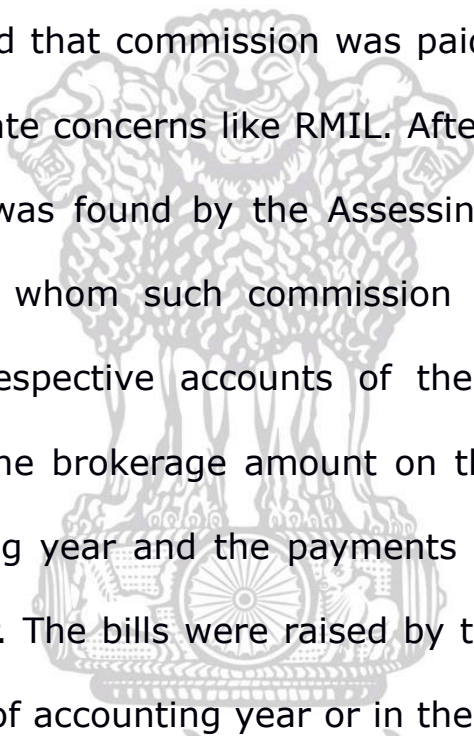 d that commission was paid
ate concerns like RMIL. Afte
was found by the Assessin
whom such commission
espective accounts of the
he brokerage amount on t
g year and the payments
. The bills were raised by t
of accounting year or in the